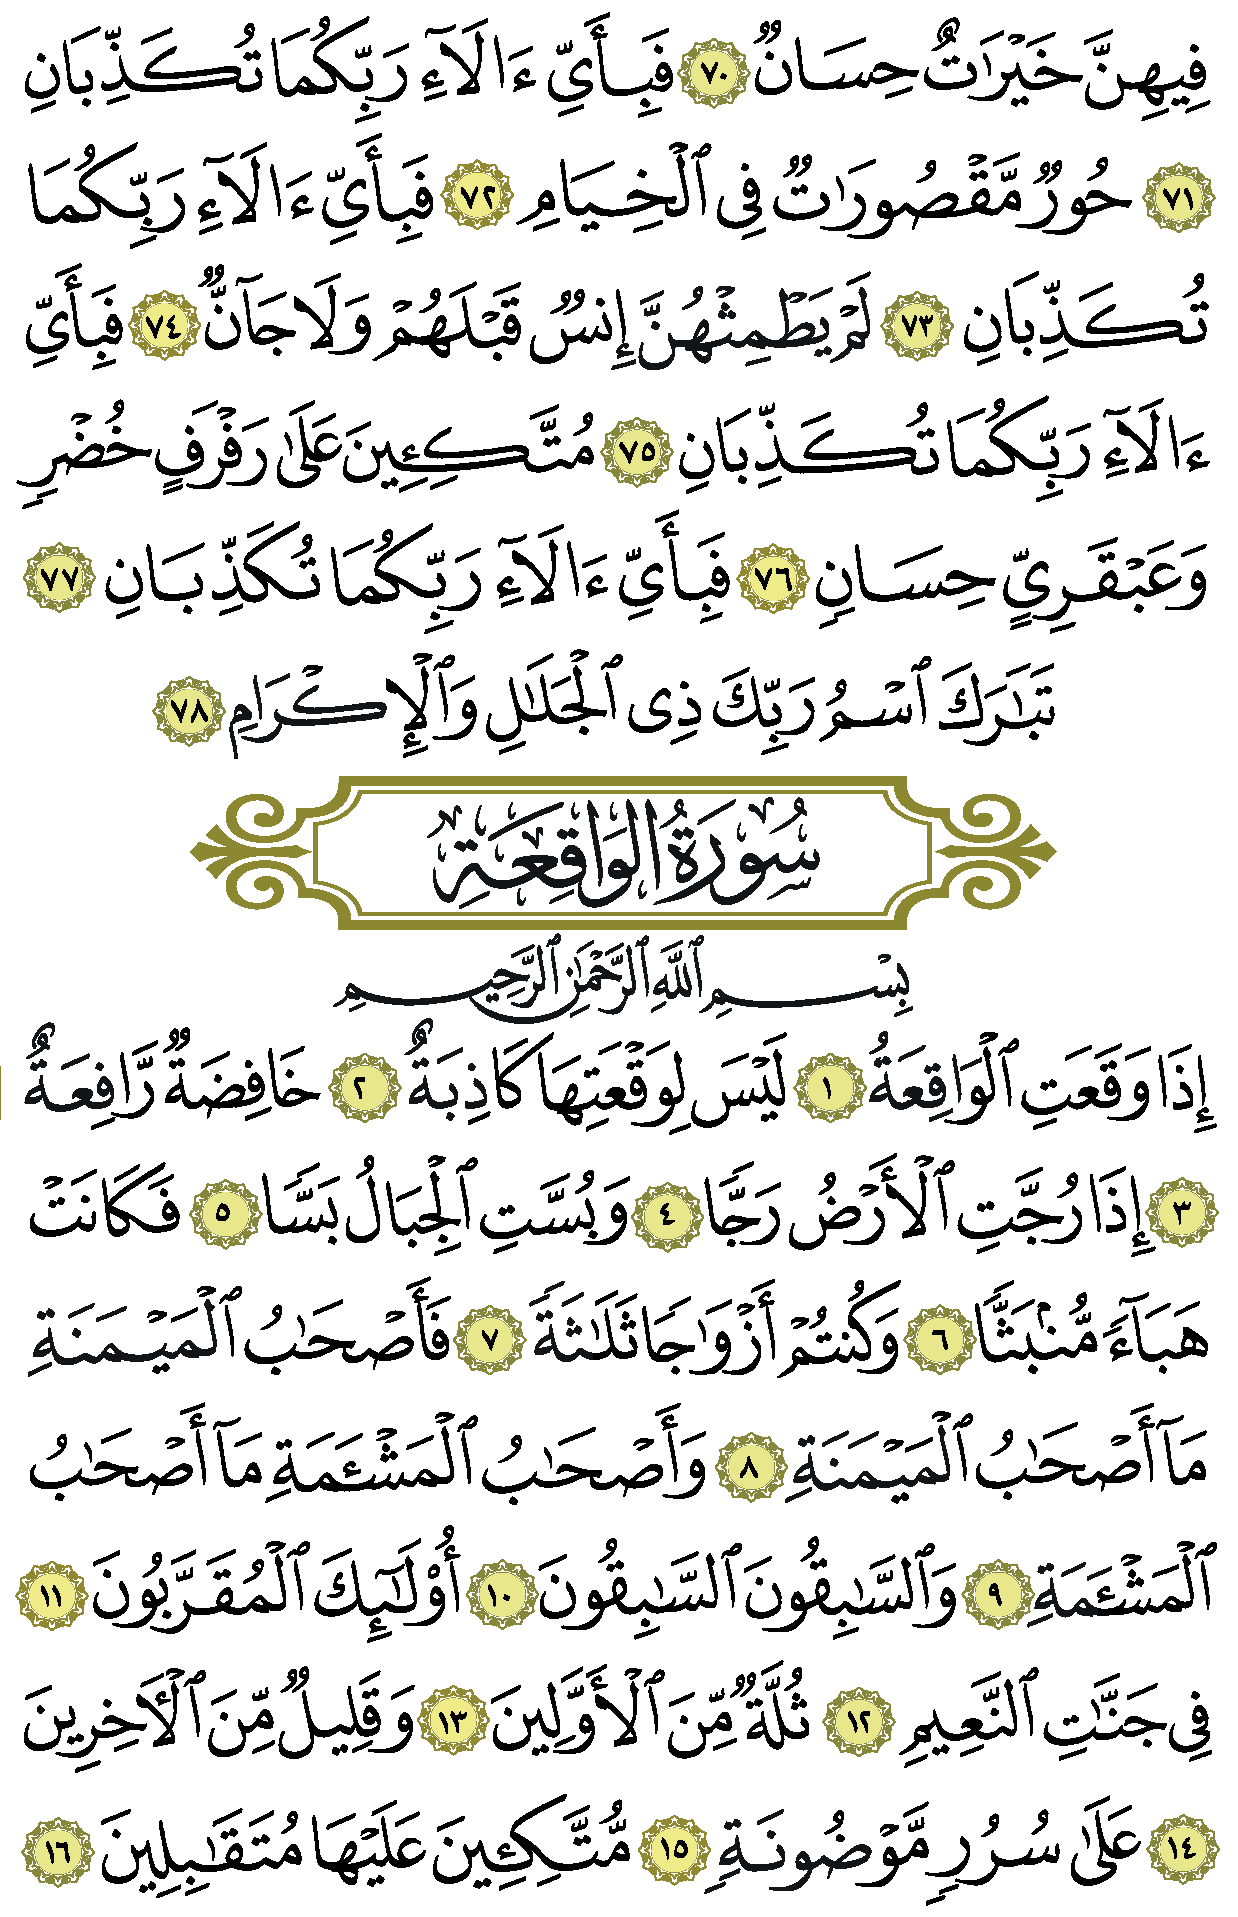 فِيهِنَّ خَيْرَٰتٌ حِسَانٌ ٧٠ فَبِأَيِّ ءَالَآءِ رَبِّكُمَا تُكَذِّبَانِ
٧١ حُورٌ مَّقْصُورَٰتٌ فِى ٱلْخِيَامِ ٧٢ فَبِأَيِّ ءَالَآءِ رَبِّكُمَا
تُكَذِّبَانِ ٧٣ لَمْ يَطْمِثْهُنَّ إِنسٌ قَبْلَهُمْ وَلَا جَآنٌّ ٧٤ فَبِأَيِّ
ءَالَآءِ رَبِّكُمَا تُكَذِّبَانِ ٧٥ مُتَّكِـِٔينَ عَلَىٰ رَفْرَفٍ خُضْرٍ
وَعَبْقَرِيٍّ حِسَانٍ ٧٦ فَبِأَيِّ ءَالَآءِ رَبِّكُمَا تُكَذِّبَانِ ٧٧
تَبَٰرَكَ ٱسْمُ رَبِّكَ ذِى ٱلْجَلَٰلِ وَٱلْإِكْرَامِ ٧٨
سُورَةُ الوَاقِعَةِ
بِسْمِ ٱللَّهِ ٱلرَّحْمَٰنِ ٱلرَّحِيمِ
إِذَا وَقَعَتِ ٱلْوَاقِعَةُ ١ لَيْسَ لِوَقْعَتِهَا كَاذِبَةٌ ٢ خَافِضَةٌ رَّافِعَةٌ
٣ إِذَا رُجَّتِ ٱلْأَرْضُ رَجًّا ٤ وَبُسَّتِ ٱلْجِبَالُ بَسًّا ٥ فَكَانَتْ
هَبَآءً مُّنۢبَثًّا ٦ وَكُنتُمْ أَزْوَٰجًا ثَلَٰثَةً ٧ فَأَصْحَٰبُ ٱلْمَيْمَنَةِ
مَآ أَصْحَٰبُ ٱلْمَيْمَنَةِ ٨ وَأَصْحَٰبُ ٱلْمَشْـَٔمَةِ مَآ أَصْحَٰبُ
ٱلْمَشْـَٔمَةِ ٩ وَٱلسَّٰبِقُونَ ٱلسَّٰبِقُونَ ١٠ أُو۟لَٰٓئِكَ ٱلْمُقَرَّبُونَ ١١
فِى جَنَّٰتِ ٱلنَّعِيمِ ١٢ ثُلَّةٌ مِّنَ ٱلْأَوَّلِينَ ١٣ وَقَلِيلٌ مِّنَ ٱلْـَٔاخِرِينَ
١٤ عَلَىٰ سُرُرٍ مَّوْضُونَةٍ ١٥ مُّتَّكِـِٔينَ عَلَيْهَا مُتَقَٰبِلِينَ ١٦